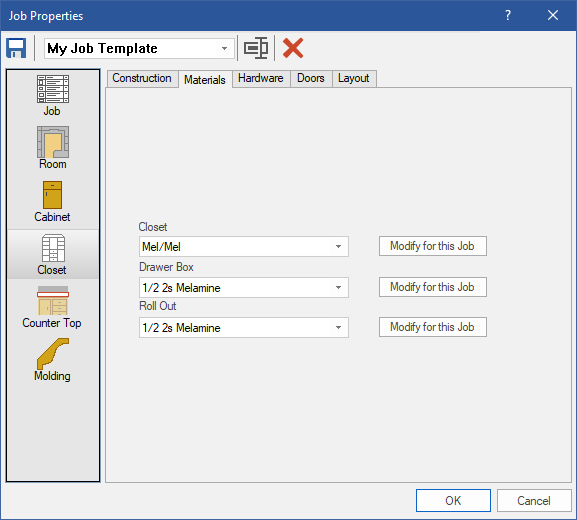 Job Properties
?
My Job Template
Job
Room
Cabinet
Closet
Counter Top
Molding
Construction Materials Hardware Doors Layout
Closet
Mel/Mel Modify for this Job
Drawer Box
1/2 2s Melamine Modify for this Job
Roll Out
1/2 2s Melamine Modify for this Job
OK Cancel